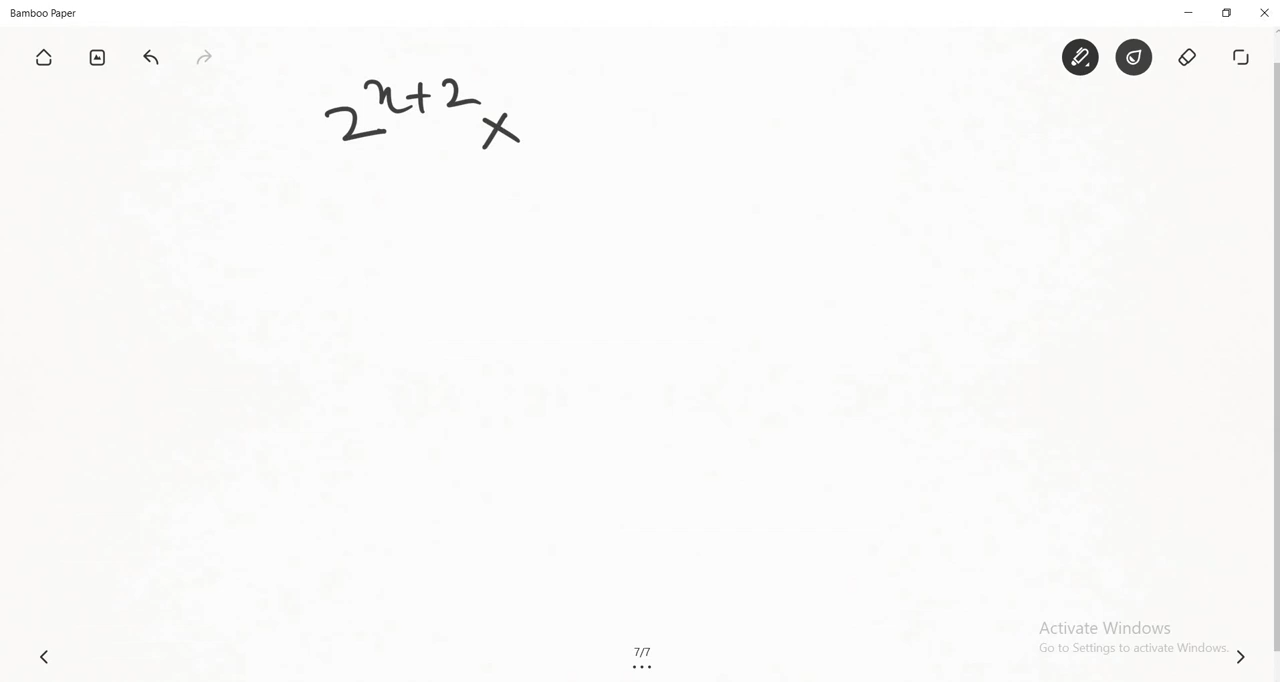 Bamboo Paper
2^{x+2} ×
Activate Windows
Go to Settings to activate Windows.
7/7